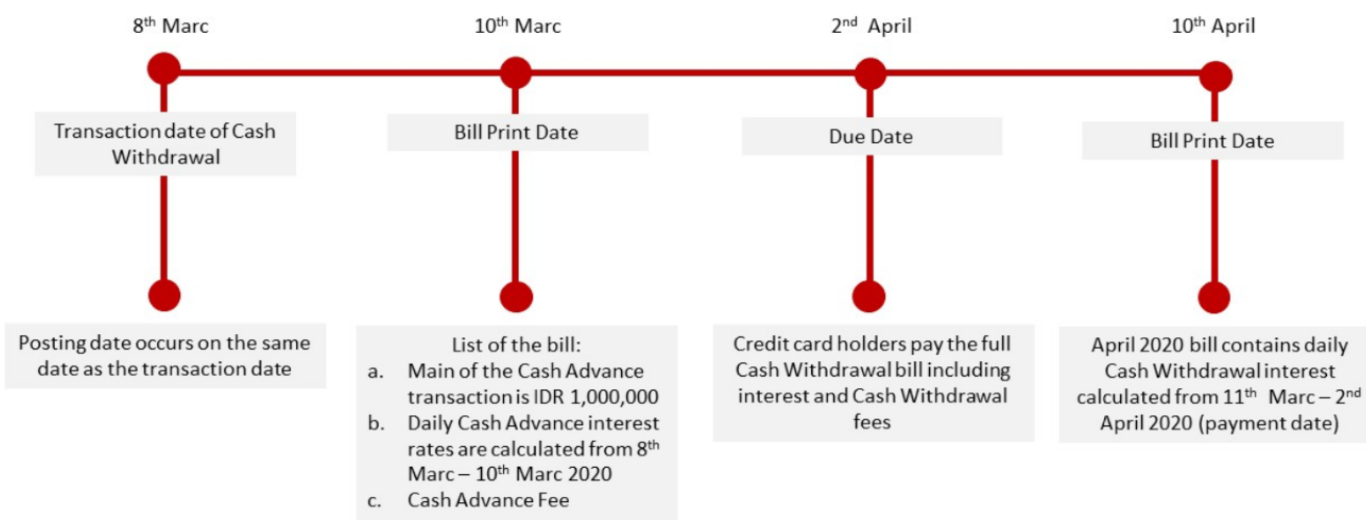 8th Marc
10th Marc
2nd April
10th April
Transaction date of Cash
Withdrawal
Bill Print Date
Due Date
Bill Print Date
Posting date occurs on the same
date as the transaction date
List of the bill:
a. Main of the Cash Advance
transaction is IDR 1,000,000
b. Daily Cash Advance interest
rates are calculated from 8th
Marc – 10th Marc 2020
c. Cash Advance Fee
Credit card holders pay the full
Cash Withdrawal bill including
interest and Cash Withdrawal
fees
April 2020 bill contains daily
Cash Withdrawal interest
calculated from 11th Marc – 2nd
April 2020 (payment date)